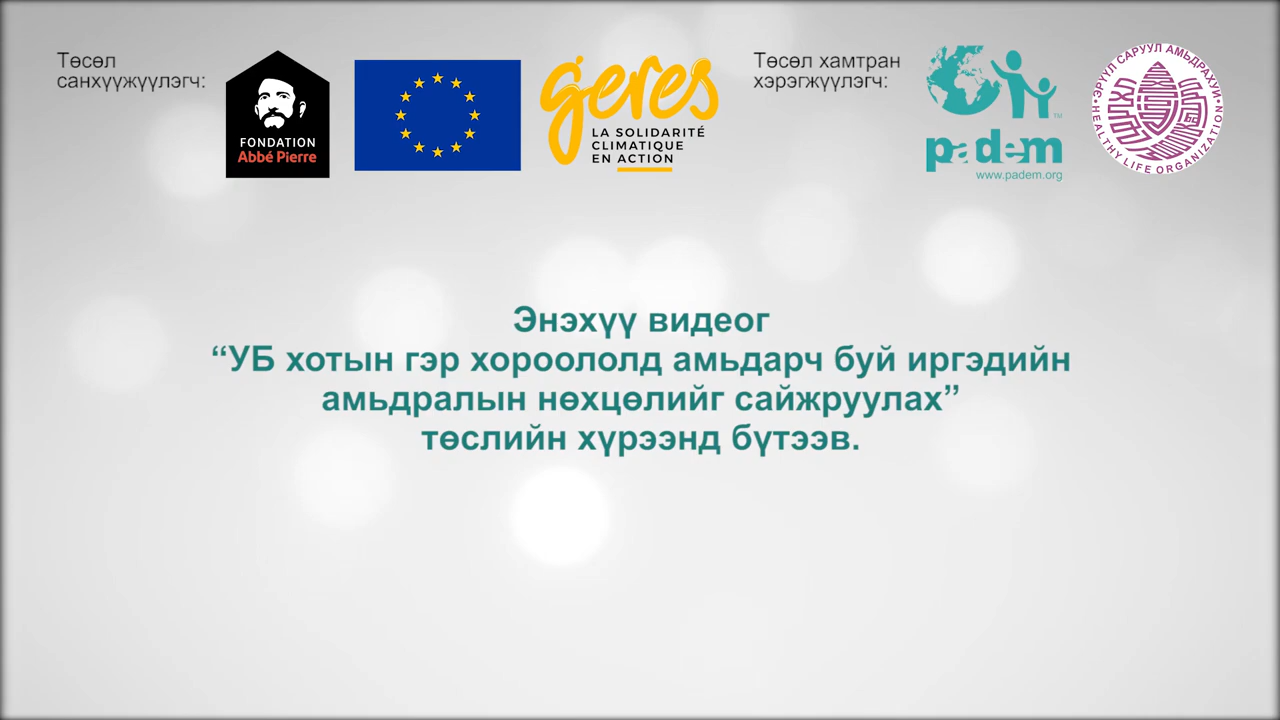 Төсөл
санхүүжүүлэгч:
FONDATION
Abbé Pierre
geres
LA SOLIDARITÉ
CLIMATIQUE
EN ACTION
Төсөл хамтран
хэрэгжүүлэгч:
TM
padem
www.padem.org
• ЭРҮҮЛ САРУУЛ АМЬДРАХУЙ •
HEALTHY LIFE ORGANIZATION
Энэхүү видеог
“УБ хотын гэр хороололд амьдарч буй иргэдийн
амьдралын нөхцөлийг сайжруулах”
төслийн хүрээнд бүтээв.